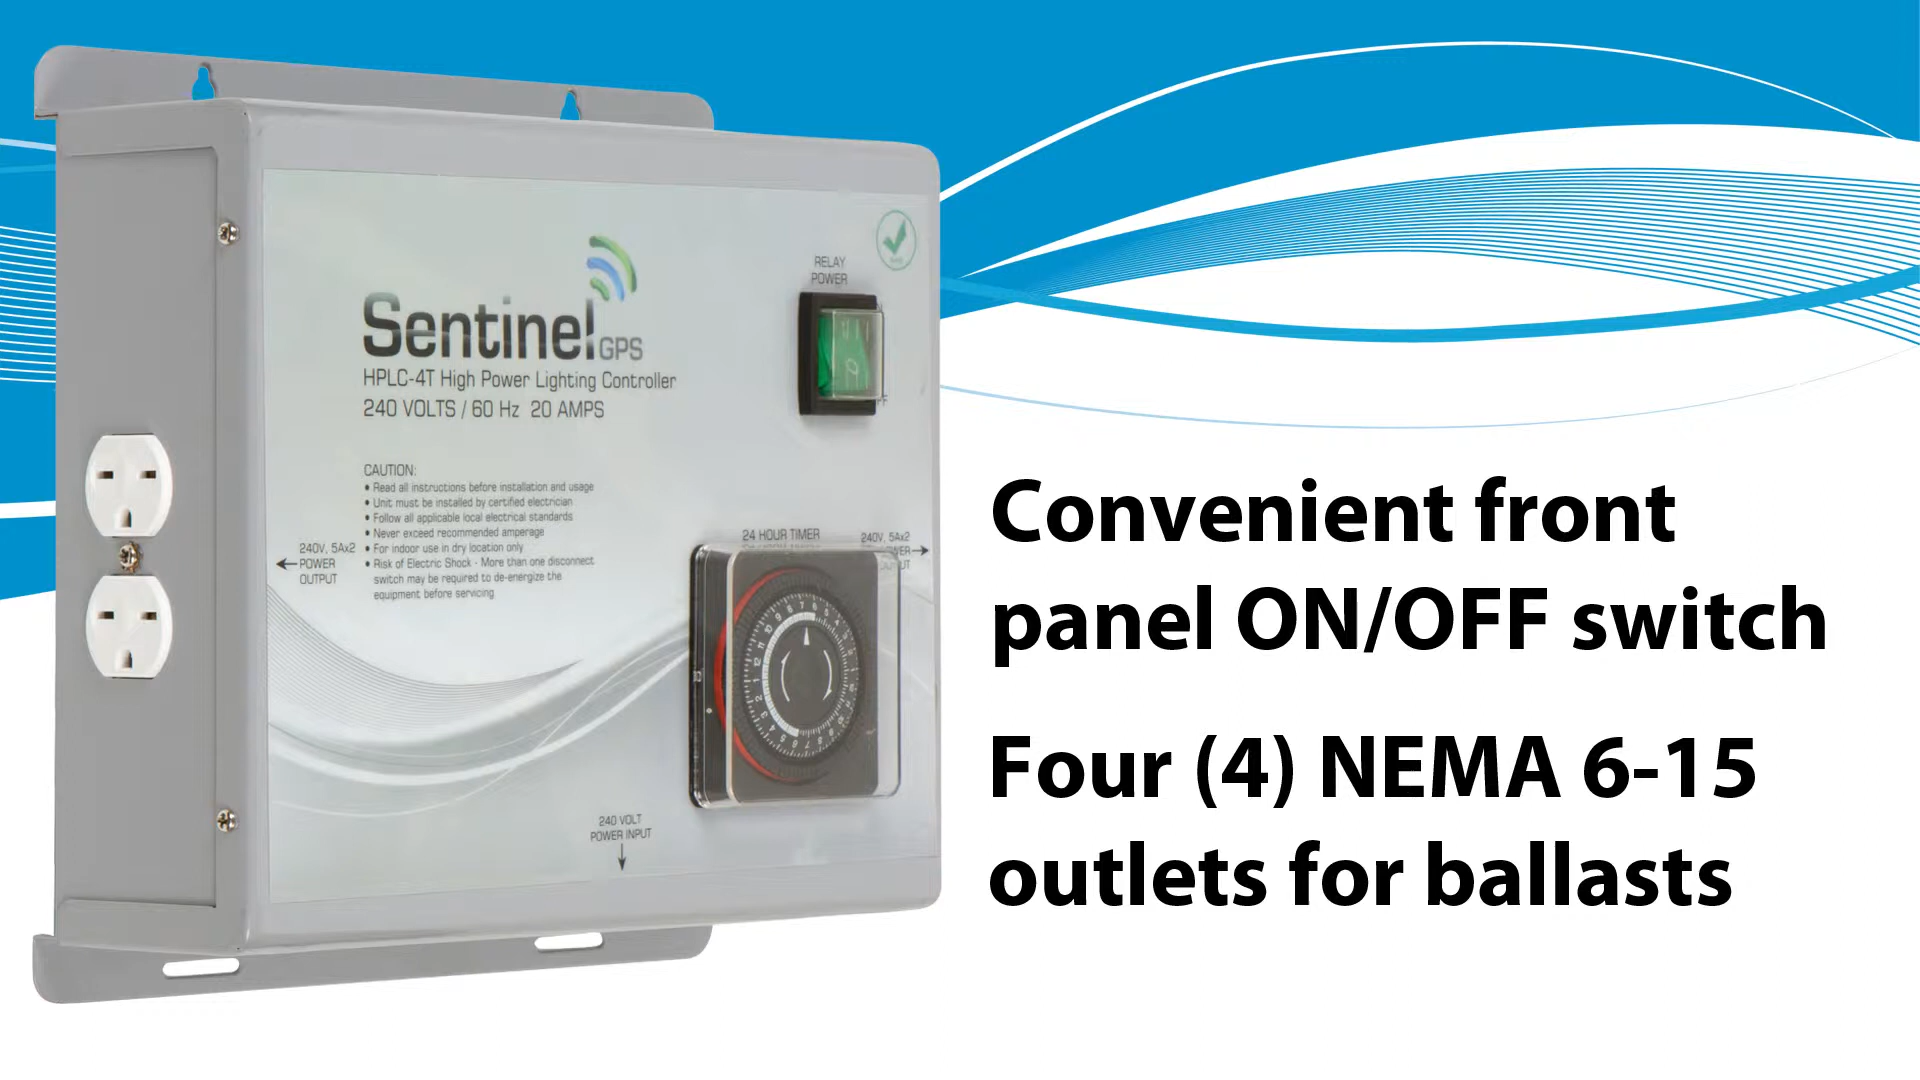 RELAY
POWER
Sentinel GPS
HPLC-4T High Power Lighting Controller
240 VOLTS / 60 Hz 20 AMPS
CAUTION:
• Read all instructions before installation and usage
• Unit must be installed by certified electrician
• Follow all applicable local electrical standards
• Never exceed recommended amperage
• For indoor use in dry location only
• Risk of Electric Shock - More than one disconnect
switch may be required to de-energize the
equipment before servicing
240V, 5Ax2
POWER
OUTPUT
24 HOUR TIMER
240V, 5Ax2
240 VOLT
POWER INPUT
Convenient front
panel ON/OFF switch
Four (4) NEMA 6-15
outlets for ballasts